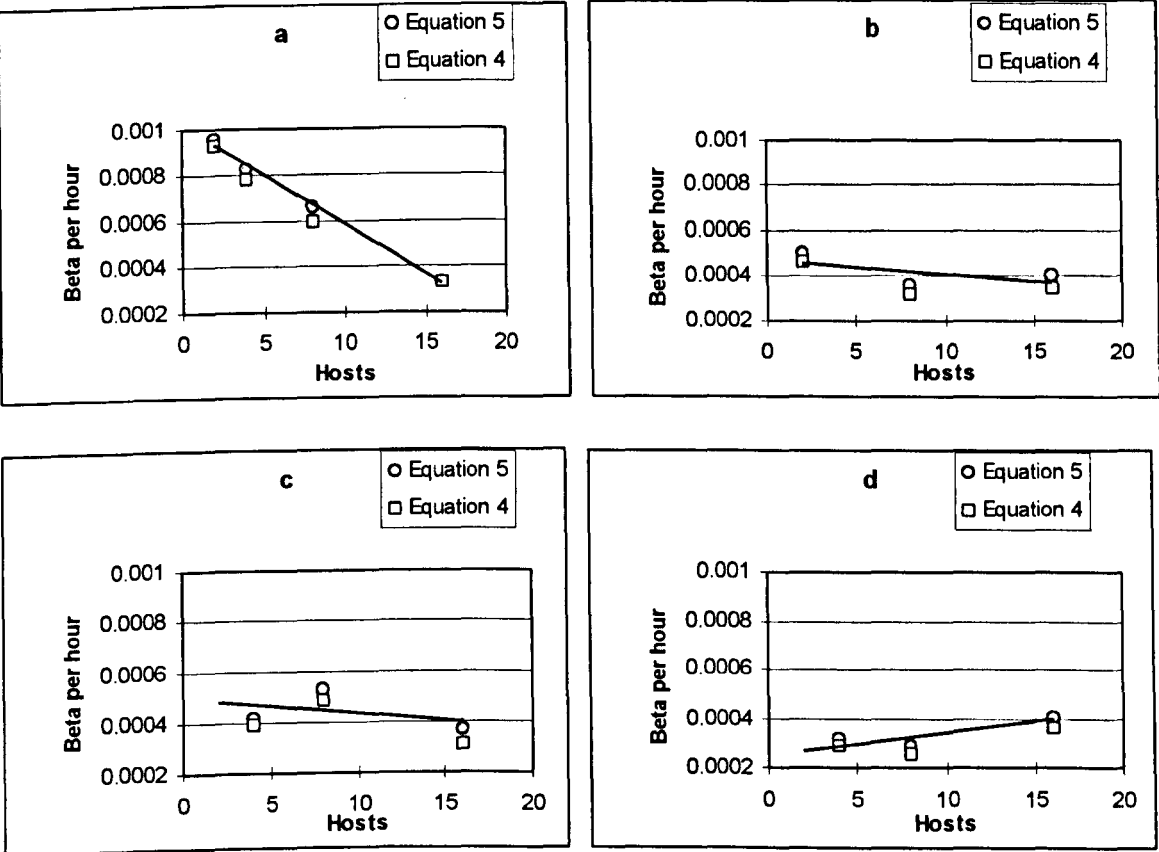 a
Equation 5
Equation 4
Beta per hour
0.001
0.0008
0.0006
0.0004
0.0002
0 5 10 15 20
Hosts
b
Equation 5
Equation 4
Beta per hour
0.001
0.0008
0.0006
0.0004
0.0002
0 5 10 15 20
Hosts
c
Equation 5
Equation 4
Beta per hour
0.001
0.0008
0.0006
0.0004
0.0002
0 5 10 15 20
Hosts
d
Equation 5
Equation 4
Beta per hour
0.001
0.0008
0.0006
0.0004
0.0002
0 5 10 15 20
Hosts